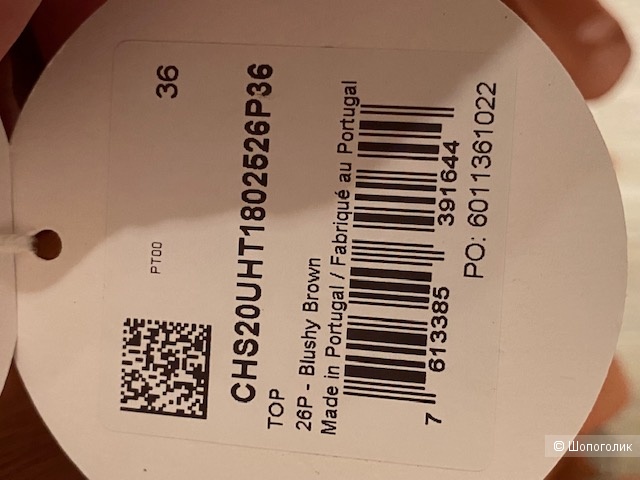 36
PT00
CHS20UHT1802526P36
TOP
26P - Blushy Brown
Made in Portugal / Fabriqué au Portugal
7 613385 391644
PO: 6011361022
© Шопоголик